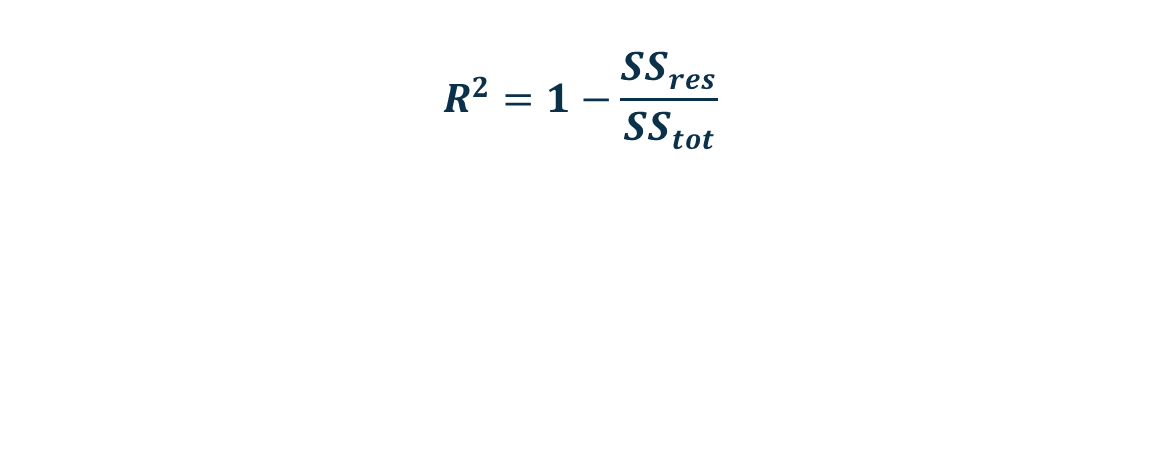 R² = 1 − SS_res / SS_tot